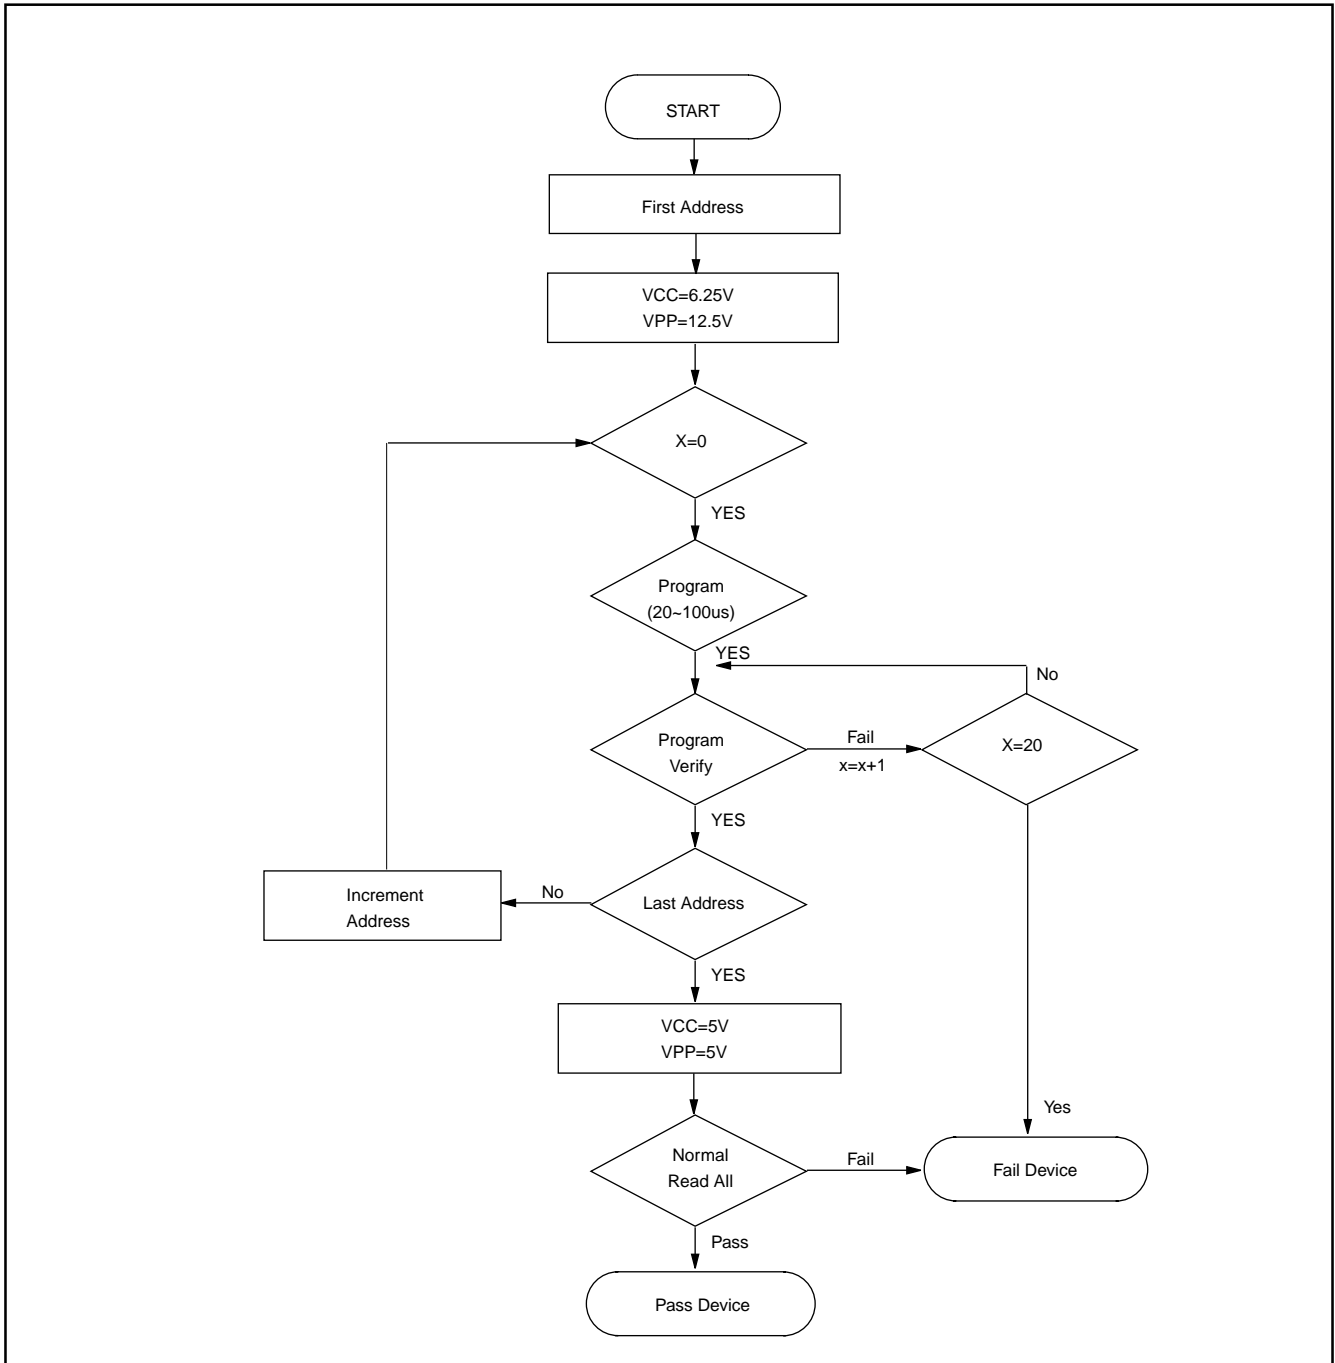 START
First Address
VCC=6.25V
VPP=12.5V
X=0
YES
Program
(20~100us)
YES
No
Program
Verify
Fail
x=x+1
X=20
YES
Increment
Address
No
Last Address
YES
VCC=5V
VPP=5V
Yes
Normal
Read All
Fail
Fail Device
Pass
Pass Device